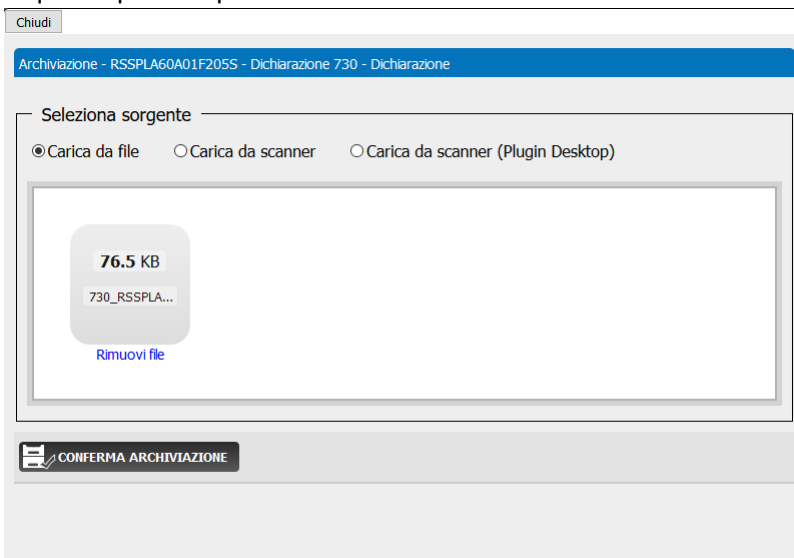 Chiudi
Archiviazione - RSSPLA60A01F205S - Dichiarazione 730 - Dichiarazione
Seleziona sorgente
Carica da file Carica da scanner Carica da scanner (Plugin Desktop)
76.5 KB
730_RSSPLA...
Rimuovi file
CONFERMA ARCHIVIAZIONE